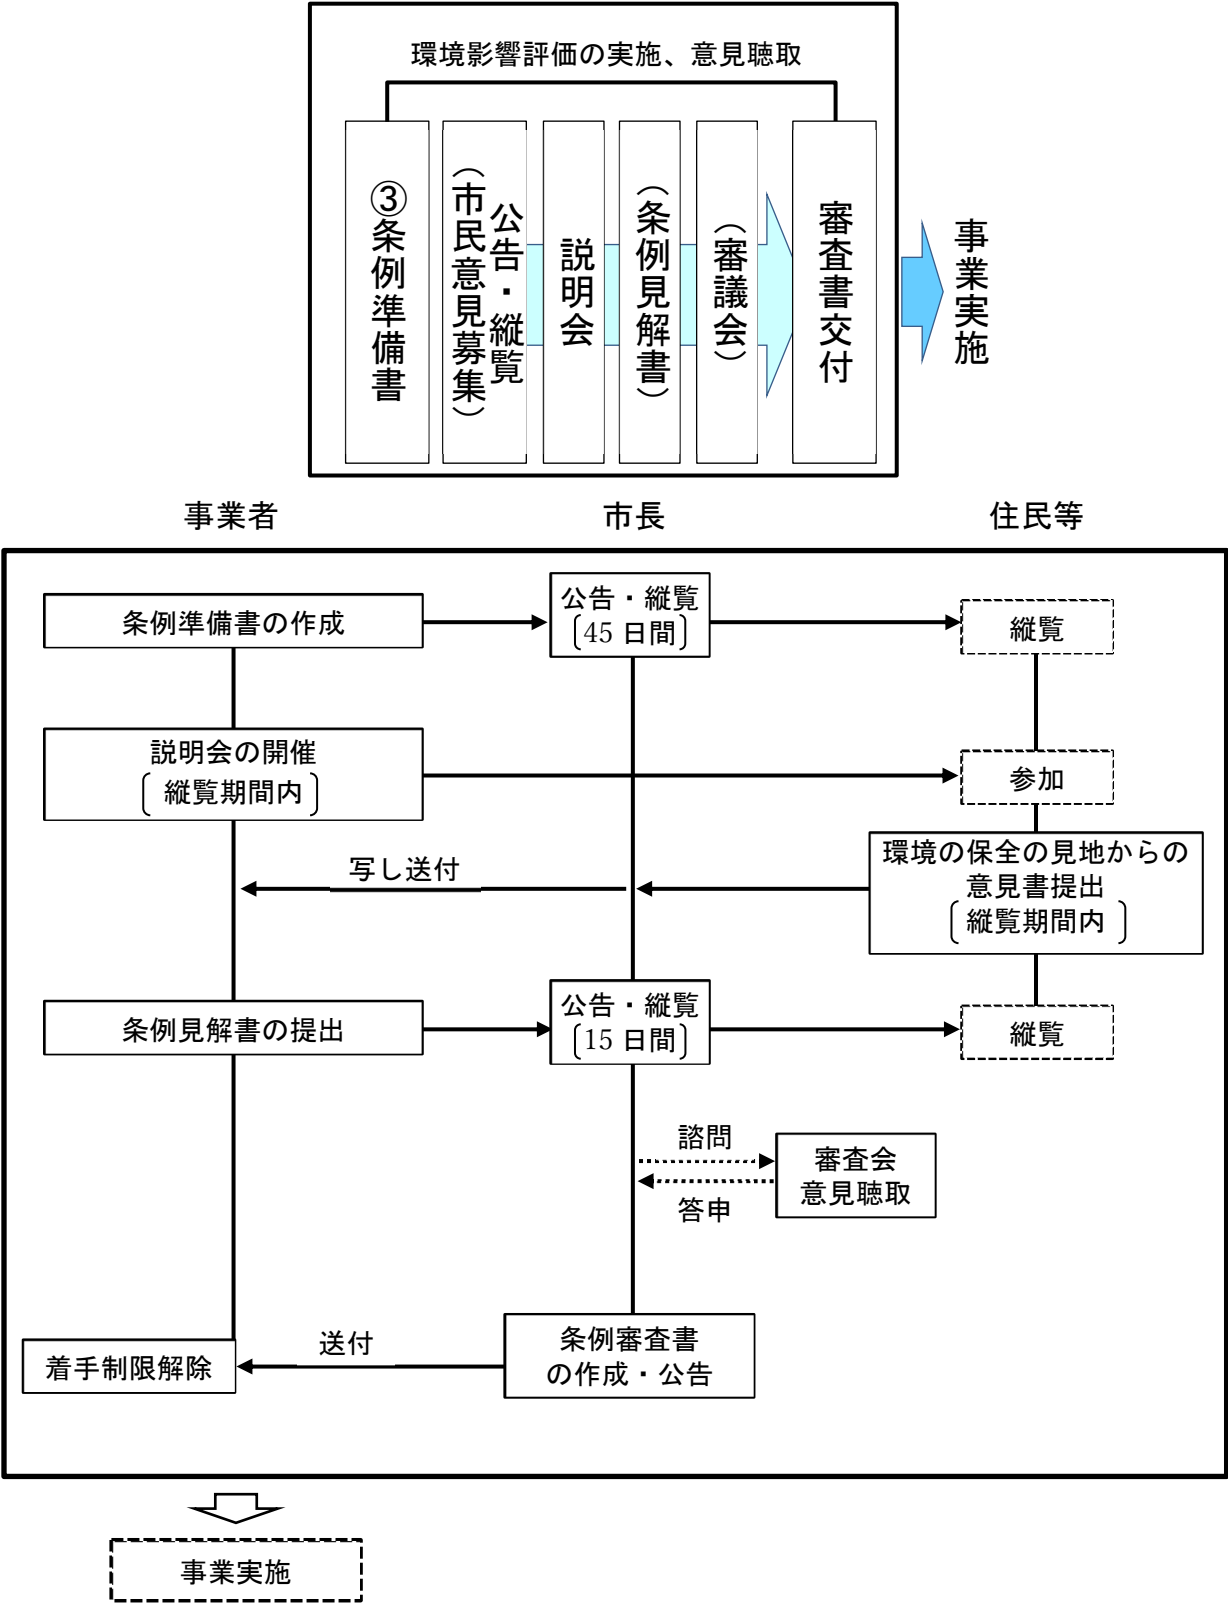 環境影響評価の実施、意見聴取
③条例準備書
公告・縦覧
（市民意見募集）
説明会
（条例見解書）
（審議会）
審査書交付
事業実施
事業者
市長
住民等
条例準備書の作成
公告・縦覧
〔45 日間〕
縦覧
説明会の開催
〔 縦覧期間内 〕
参加
環境の保全の見地からの
意見書提出
〔 縦覧期間内 〕
写し送付
条例見解書の提出
公告・縦覧
〔15 日間〕
縦覧
諮問
答申
審査会
意見聴取
条例審査書
の作成・公告
送付
着手制限解除
事業実施